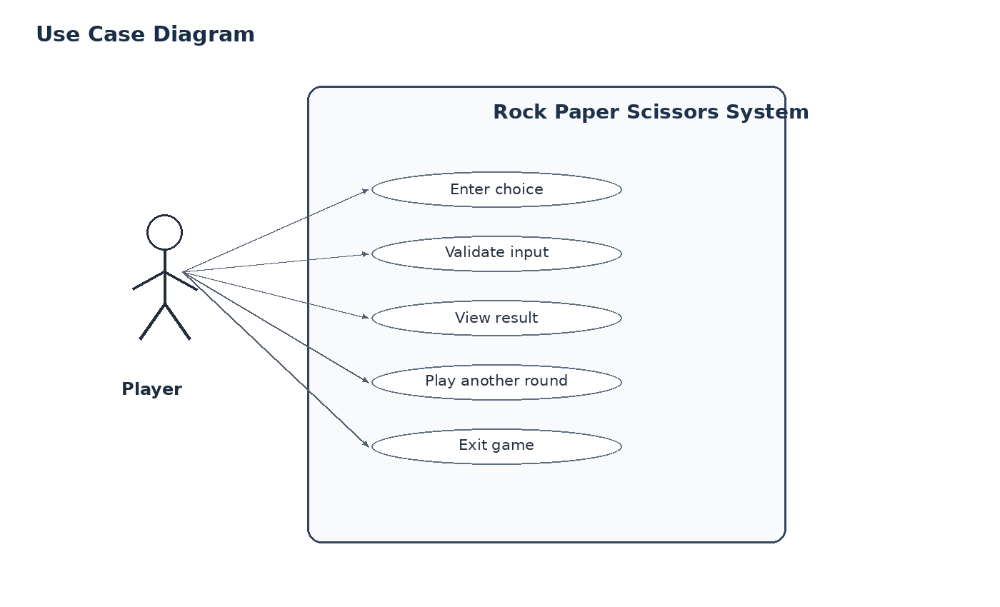 Use Case Diagram
Rock Paper Scissors System
Enter choice
Validate input
View result
Play another round
Exit game
Player